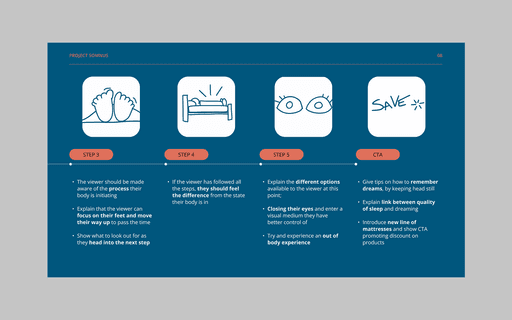 PROJECT SOMNUS
SAVE
STEP 3
STEP 4
STEP 5
CTA
• The viewer should be made
aware of the process their
body is initiating
• Explain that the viewer can
focus on their feet and move
their way up to pass the time
• Show what to look out for as
they head into the next step
• If the viewer has followed all
the steps, they should feel
the difference from the state
their body is in
• Explain the different options
available to the viewer at this
point:
• Closing their eyes and enter a
visual medium they have
better control of
• Try and experience an out of
body experience
• Give tips on how to remember
dreams, by keeping head still
• Explain link between quality
of sleep and dreaming
• Introduce new line of
mattresses and show CTA
promoting discount on
products